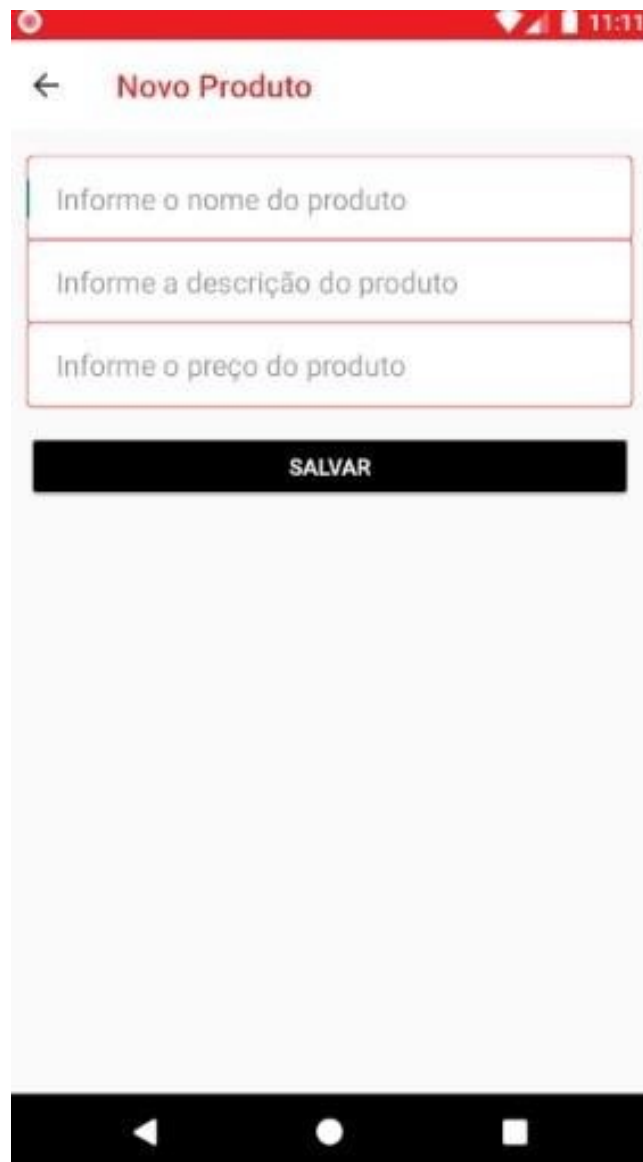 11:11
Novo Produto
Informe o nome do produto
Informe a descrição do produto
Informe o preço do produto
SALVAR